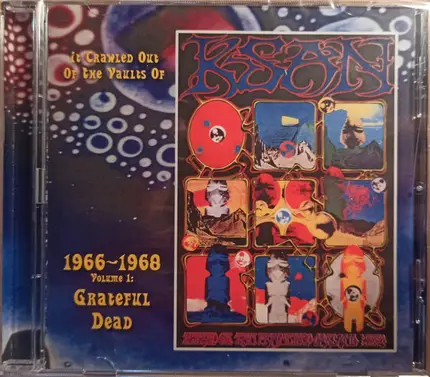 It Crawled Out
Of the Vaults Of
KSAN
1966~1968
Volume 1:
Grateful
Dead